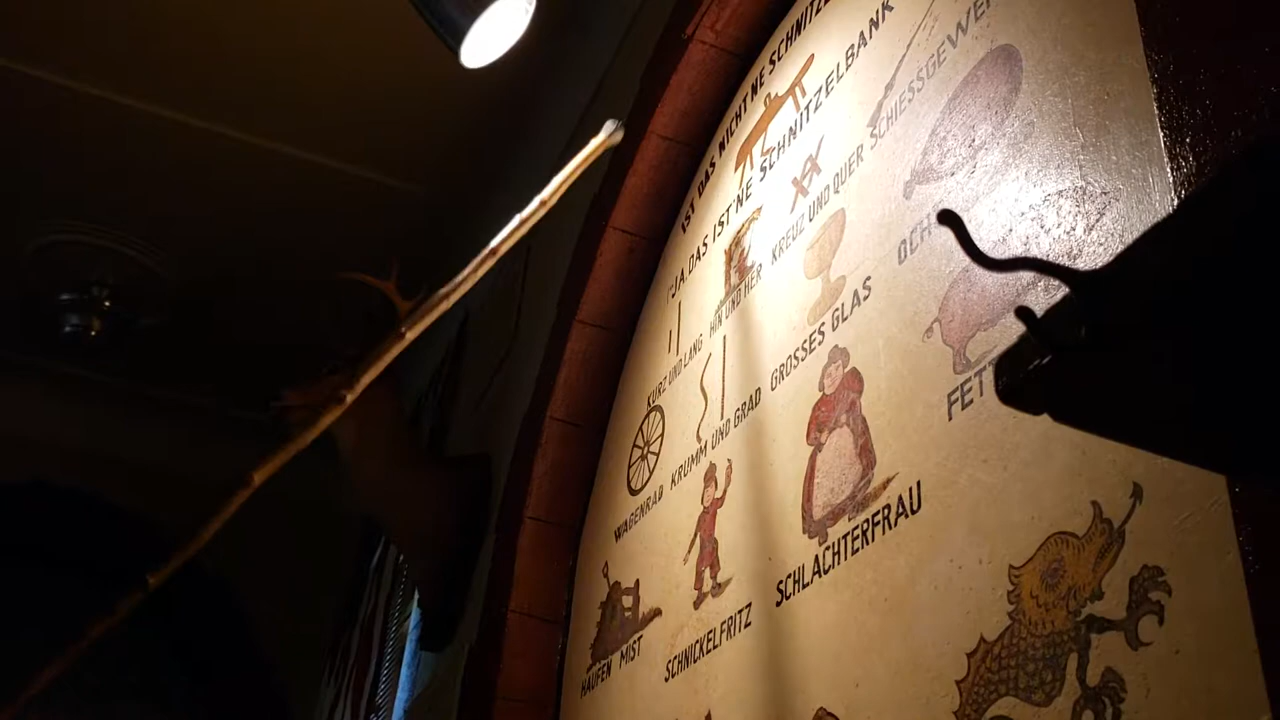 IST DAS NICHT 'NE SCHNITZE
JA, DAS IST 'NE SCHNITZELBANK
KURZ UND LANG HIN UND HER KREUZ UND QUER SCHIESSGEWE
WAGENRAD KRUMM UND GRAD GROSSES GLAS OCH
HAUFEN MIST SCHNICKELFRITZ SCHLACHTERFRAU FETT